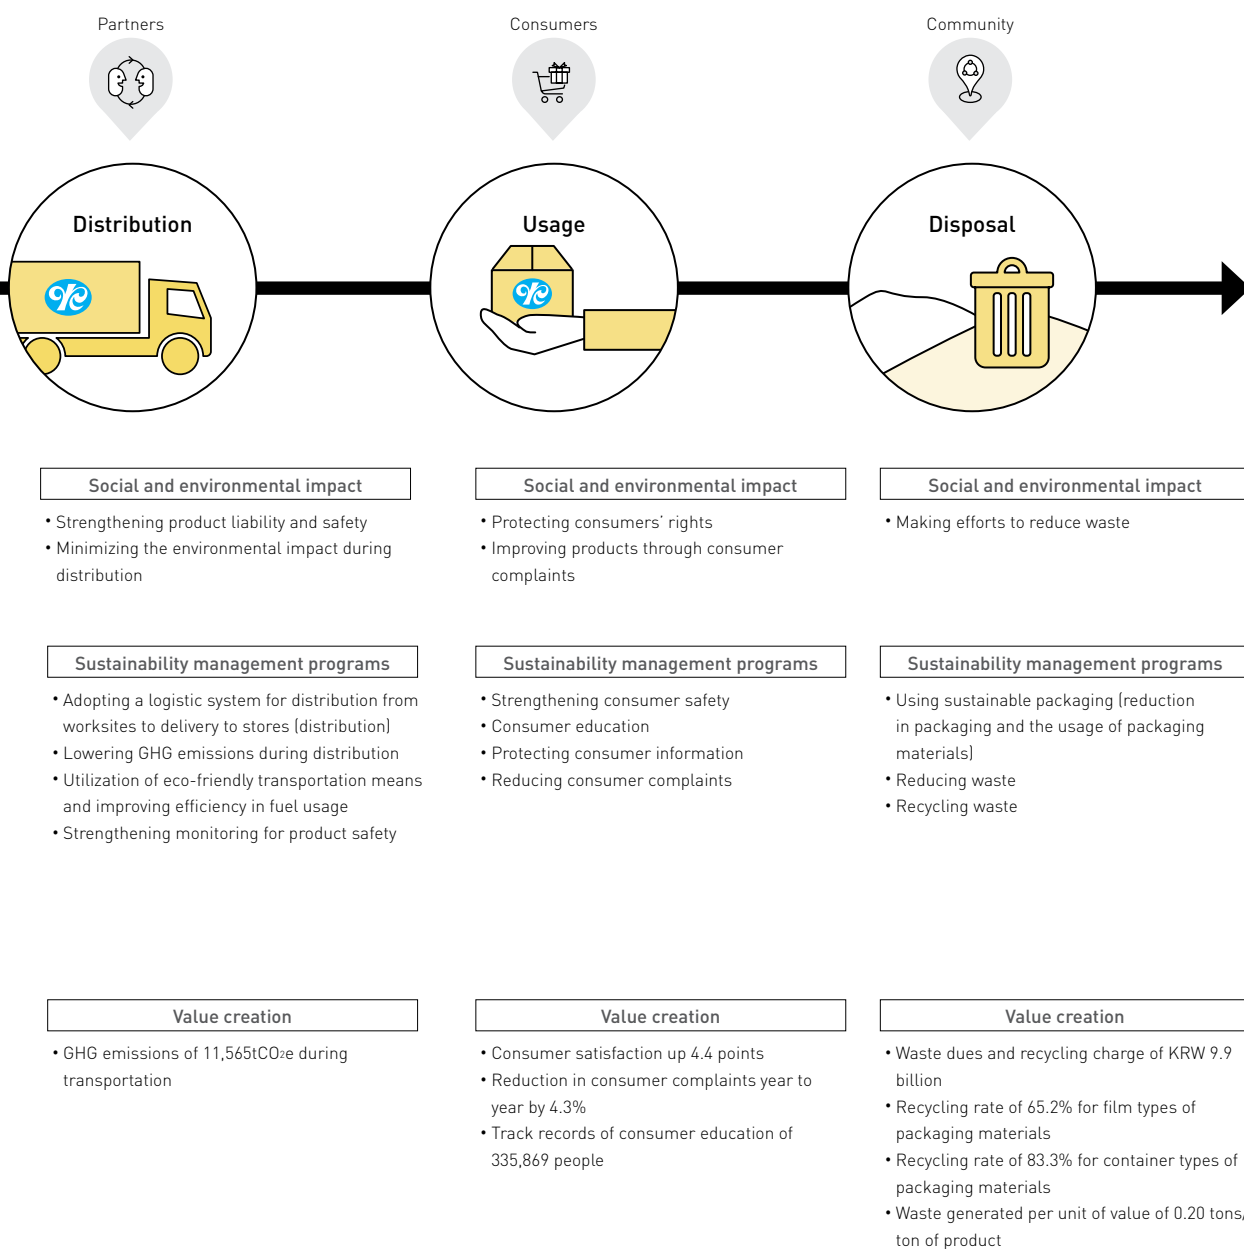 Partners
Consumers
Community
Distribution
Usage
Disposal
Social and environmental impact
• Strengthening product liability and safety
• Minimizing the environmental impact during
distribution
Social and environmental impact
• Protecting consumers’ rights
• Improving products through consumer
complaints
Social and environmental impact
• Making efforts to reduce waste
Sustainability management programs
• Adopting a logistic system for distribution from
worksites to delivery to stores (distribution)
• Lowering GHG emissions during distribution
• Utilization of eco-friendly transportation means
and improving efficiency in fuel usage
• Strengthening monitoring for product safety
Sustainability management programs
• Strengthening consumer safety
• Consumer education
• Protecting consumer information
• Reducing consumer complaints
Sustainability management programs
• Using sustainable packaging (reduction
in packaging and the usage of packaging
materials)
• Reducing waste
• Recycling waste
Value creation
• GHG emissions of 11,565tCO2e during
transportation
Value creation
• Consumer satisfaction up 4.4 points
• Reduction in consumer complaints year to
year by 4.3%
• Track records of consumer education of
335,869 people
Value creation
• Waste dues and recycling charge of KRW 9.9
billion
• Recycling rate of 65.2% for film types of
packaging materials
• Recycling rate of 83.3% for container types of
packaging materials
• Waste generated per unit of value of 0.20 tons/
ton of product